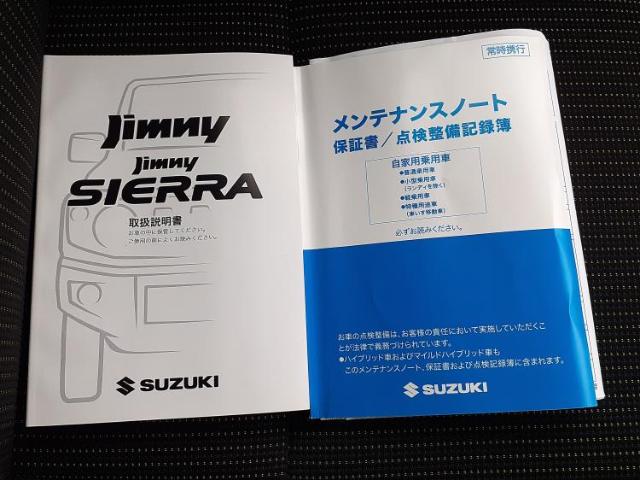 Jimny
Jimny
SIERRA
取扱説明書
お車の中に保管してください。
ご使用の前によくお読みください。
SUZUKI
常時携行
メンテナンスノート
保証書／点検整備記録簿
自家用乗用車
●普通乗用車
●小型乗用車
(ランディを除く)
●軽乗用車
●特種用途車
(車いす移動車)
必ずお読みください。
お車の点検整備は、お客様の責任において実施していただくこ
とが法律で義務づけられています。
●ハイブリッド車およびマイルドハイブリッド車も
このメンテナンスノート、保証書および点検記録簿に含まれます。
SUZUKI